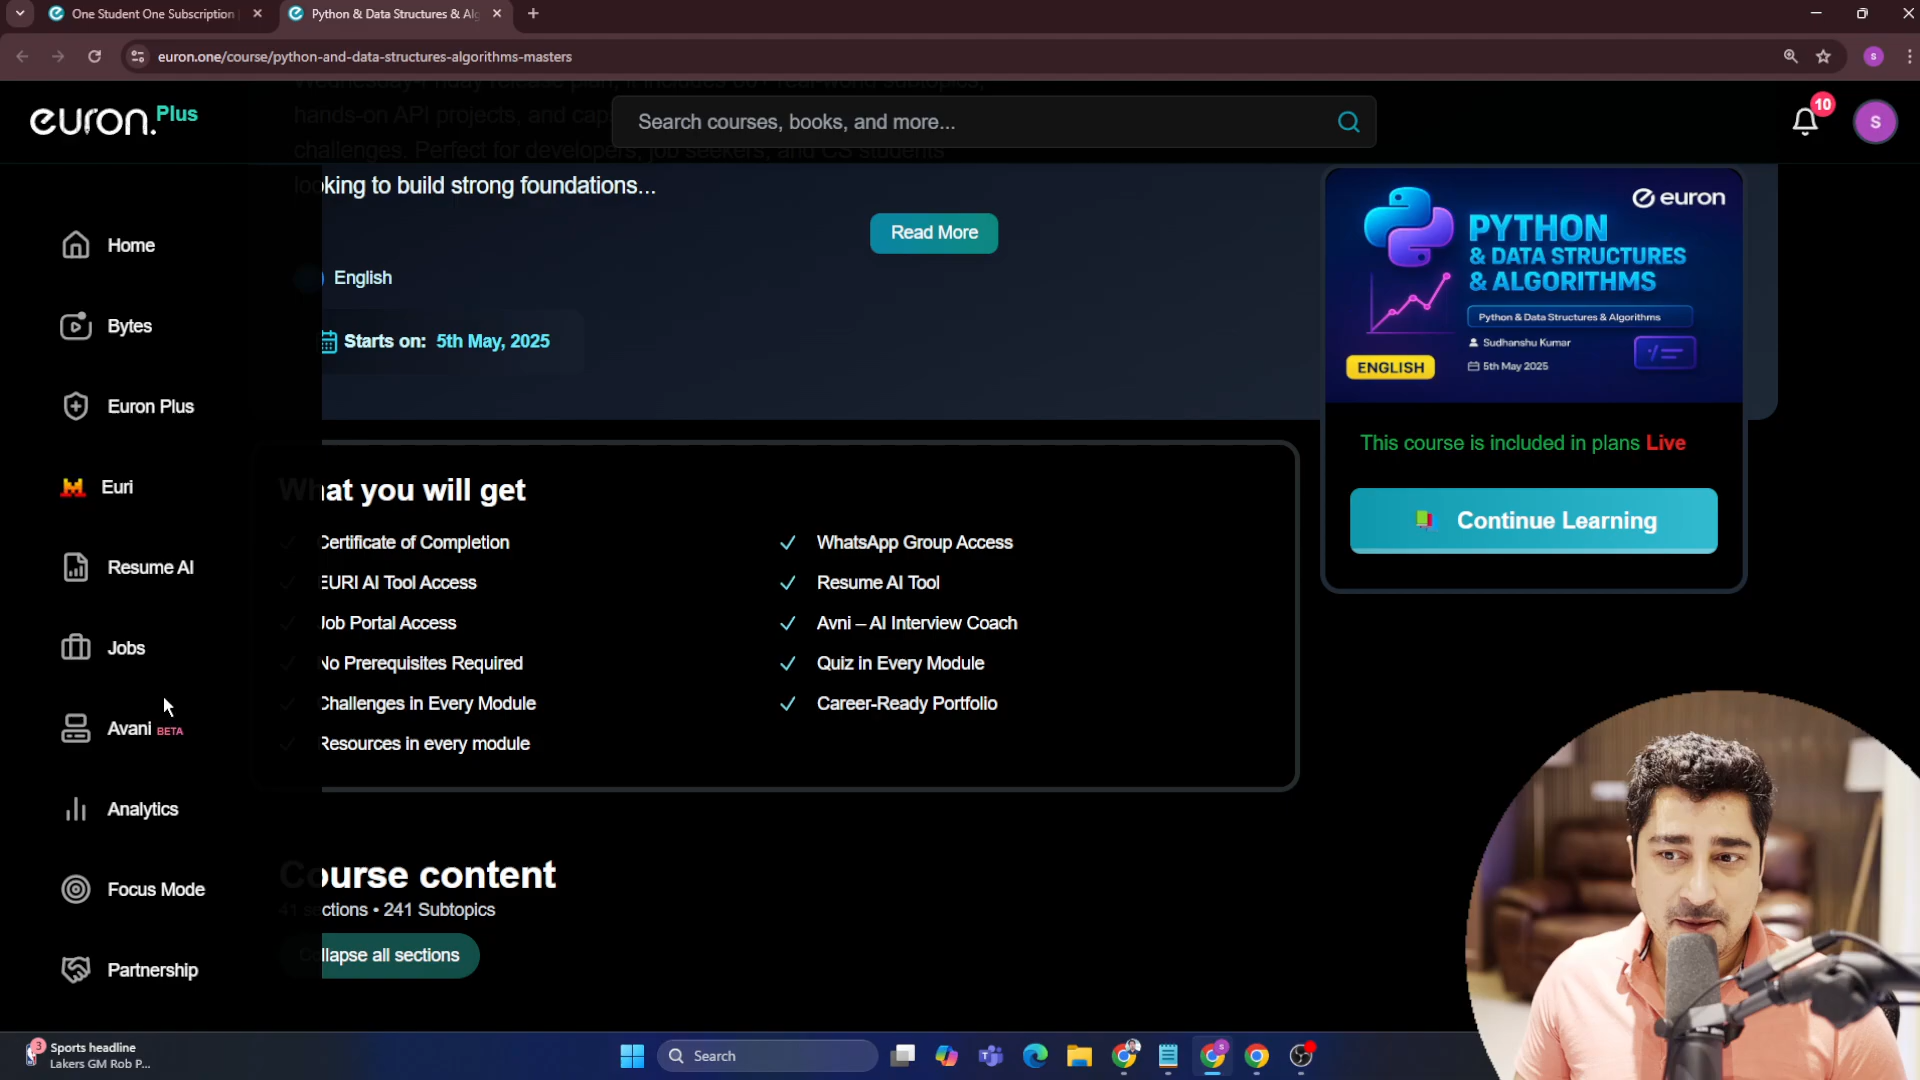 One Student One Subscription
Python & Data Structures & Alg
euron.one/course/python-and-data-structures-algorithms-masters
S
euron.Plus
hands-on API projects, and cap
challenges. Perfect for developers, job seekers, and CS students
looking to build strong foundations...
Search courses, books, and more...
10
S
Read More
English
Starts on: 5th May, 2025
Home
Bytes
Euron Plus
Euri
Resume AI
Jobs
Avani BETA
Analytics
Focus Mode
Partnership
euron
PYTHON
& DATA STRUCTURES
& ALGORITHMS
Python & Data Structures & Algorithms
Sudhanshu Kumar
5th May 2025
ENGLISH
This course is included in plans Live
Continue Learning
What you will get
Certificate of Completion
WhatsApp Group Access
EURI AI Tool Access
Resume AI Tool
Job Portal Access
Avni – AI Interview Coach
No Prerequisites Required
Quiz in Every Module
Challenges in Every Module
Career-Ready Portfolio
Resources in every module
Course content
41 sections • 241 Subtopics
Collapse all sections
3
Sports headline
Lakers GM Rob P...
Search